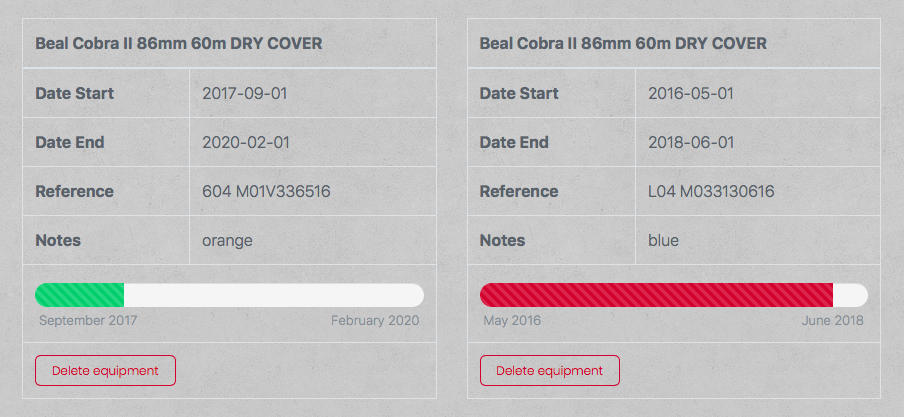 Beal Cobra II 86mm 60m DRY COVER
Date Start 2017-09-01
Date End 2020-02-01
Reference 604 M01V336516
Notes orange
September 2017 February 2020
Delete equipment
Beal Cobra II 86mm 60m DRY COVER
Date Start 2016-05-01
Date End 2018-06-01
Reference L04 M033130616
Notes blue
May 2016 June 2018
Delete equipment